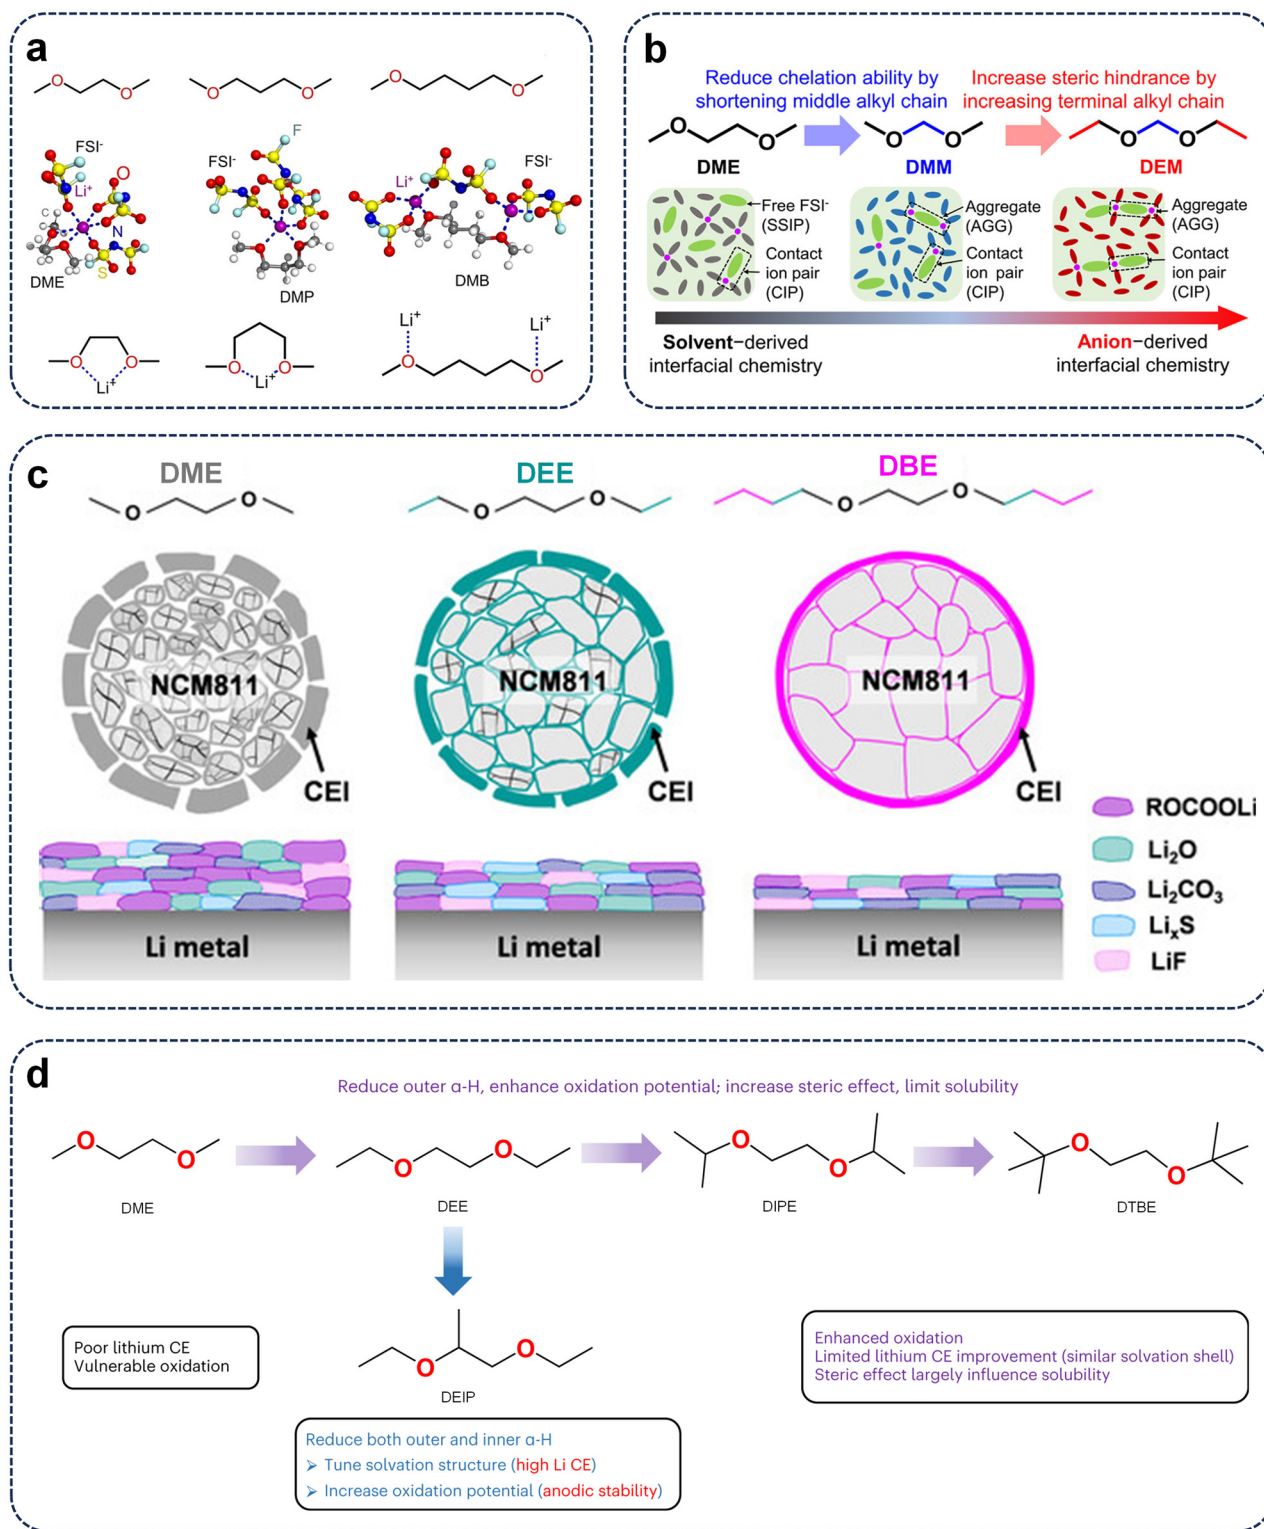 a
O
O
O
O
O
O
FSI-
Li+
O
C
H
N
S
DME
F
FSI-
DMP
Li+
FSI-
DMB
O
O
Li+
O
O
Li+
Li+
Li+
O
O
b
Reduce chelation ability by
shortening middle alkyl chain
Increase steric hindrance by
increasing terminal alkyl chain
O
O
DME
O
O
DMM
O
O
DEM
Free FSI-
(SSIP)
Contact
ion pair
(CIP)
Aggregate
(AGG)
Contact
ion pair
(CIP)
Aggregate
(AGG)
Contact
ion pair
(CIP)
Solvent–derived
interfacial chemistry
Anion–derived
interfacial chemistry
c
DME
DEE
DBE
O
O
O
O
O
O
NCM811
CEI
NCM811
CEI
NCM811
CEI
Li metal
Li metal
Li metal
ROCOOLi
Li2O
Li2CO3
LixS
LiF
d
Reduce outer α-H, enhance oxidation potential; increase steric effect, limit solubility
O
O
DME
O
O
DEE
O
O
DIPE
O
O
DTBE
Poor lithium CE
Vulnerable oxidation
O
O
DEIP
Reduce both outer and inner α-H
➢ Tune solvation structure (high Li CE)
➢ Increase oxidation potential (anodic stability)
Enhanced oxidation
Limited lithium CE improvement (similar solvation shell)
Steric effect largely influence solubility